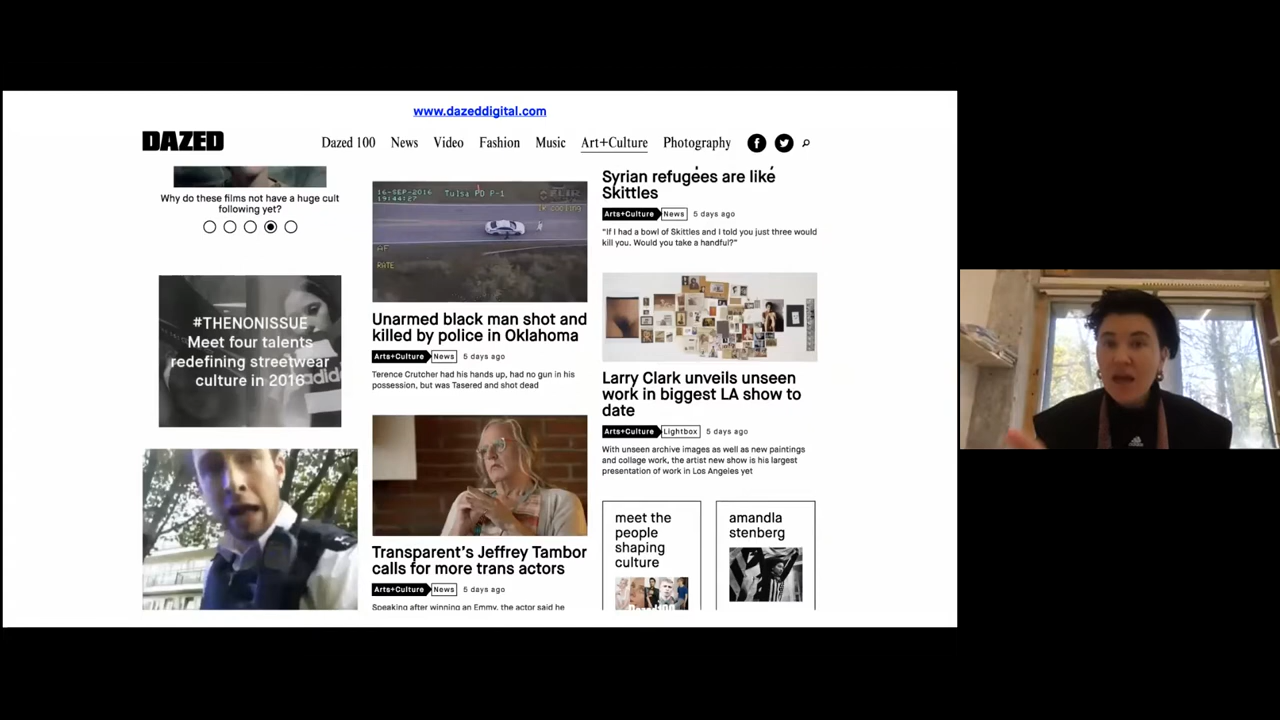 www.dazeddigital.com
DAZED
Dazed 100
News
Video
Fashion
Music
Art+Culture
Photography
Why do these films not have a huge cult
following yet?
#THENONISSUE
Meet four talents
redefining streetwear
culture in 2016
adidas
16-SEP-2016
Tulsa PD P-1
19:44:27
AF
RATE
Unarmed black man shot and
killed by police in Oklahoma
Arts+Culture
News
5 days ago
Terence Crutcher had his hands up, had no gun in his
possession, but was Tasered and shot dead
Transparent's Jeffrey Tambor
calls for more trans actors
Arts+Culture
News
5 days ago
Speaking after winning an Emmy, the actor said he
Syrian refugees are like
Skittles
Arts+Culture
News
5 days ago
"If I had a bowl of Skittles and I told you just three would
kill you. Would you take a handful?"
Larry Clark unveils unseen
work in biggest LA show to
date
Arts+Culture
Lightbox
5 days ago
With unseen archive images as well as new paintings
and collage work, the artist new show is his largest
presentation of work in Los Angeles yet
meet the
people
shaping
culture
amandla
stenberg